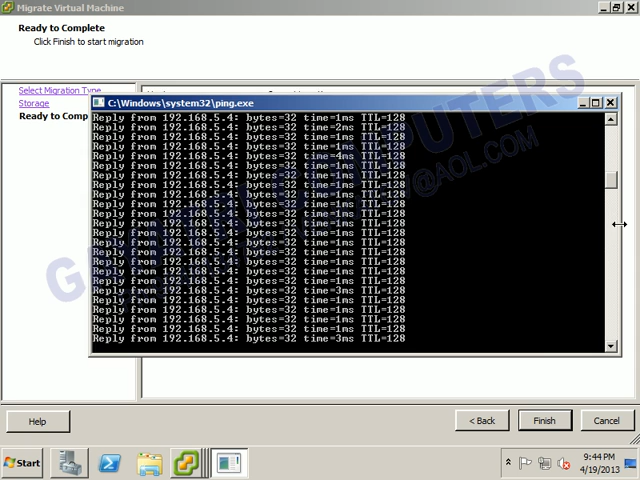 Migrate Virtual Machine
Ready to Complete
Click Finish to start migration
Select Migration Type
Storage
Ready to Comp
C:\Windows\system32\ping.exe
Reply from 192.168.5.4: bytes=32 time=1ms TTL=128
Reply from 192.168.5.4: bytes=32 time=2ms TTL=128
Reply from 192.168.5.4: bytes=32 time=1ms TTL=128
Reply from 192.168.5.4: bytes=32 time=1ms TTL=128
Reply from 192.168.5.4: bytes=32 time=4ms TTL=128
Reply from 192.168.5.4: bytes=32 time=1ms TTL=128
Reply from 192.168.5.4: bytes=32 time=1ms TTL=128
Reply from 192.168.5.4: bytes=32 time=1ms TTL=128
Reply from 192.168.5.4: bytes=32 time=1ms TTL=128
Reply from 192.168.5.4: bytes=32 time=1ms TTL=128
Reply from 192.168.5.4: bytes=32 time=1ms TTL=128
Reply from 192.168.5.4: bytes=32 time=1ms TTL=128
Reply from 192.168.5.4: bytes=32 time=1ms TTL=128
Reply from 192.168.5.4: bytes=32 time=1ms TTL=128
Reply from 192.168.5.4: bytes=32 time=1ms TTL=128
Reply from 192.168.5.4: bytes=32 time=1ms TTL=128
Reply from 192.168.5.4: bytes=32 time=1ms TTL=128
Reply from 192.168.5.4: bytes=32 time=1ms TTL=128
Reply from 192.168.5.4: bytes=32 time=3ms TTL=128
Reply from 192.168.5.4: bytes=32 time=1ms TTL=128
Reply from 192.168.5.4: bytes=32 time=1ms TTL=128
Reply from 192.168.5.4: bytes=32 time=1ms TTL=128
Reply from 192.168.5.4: bytes=32 time=1ms TTL=128
Reply from 192.168.5.4: bytes=32 time=3ms TTL=128
COMPUTERS
@AOL.COM
Help
< Back
Finish
Cancel
Start
9:44 PM
4/19/2013